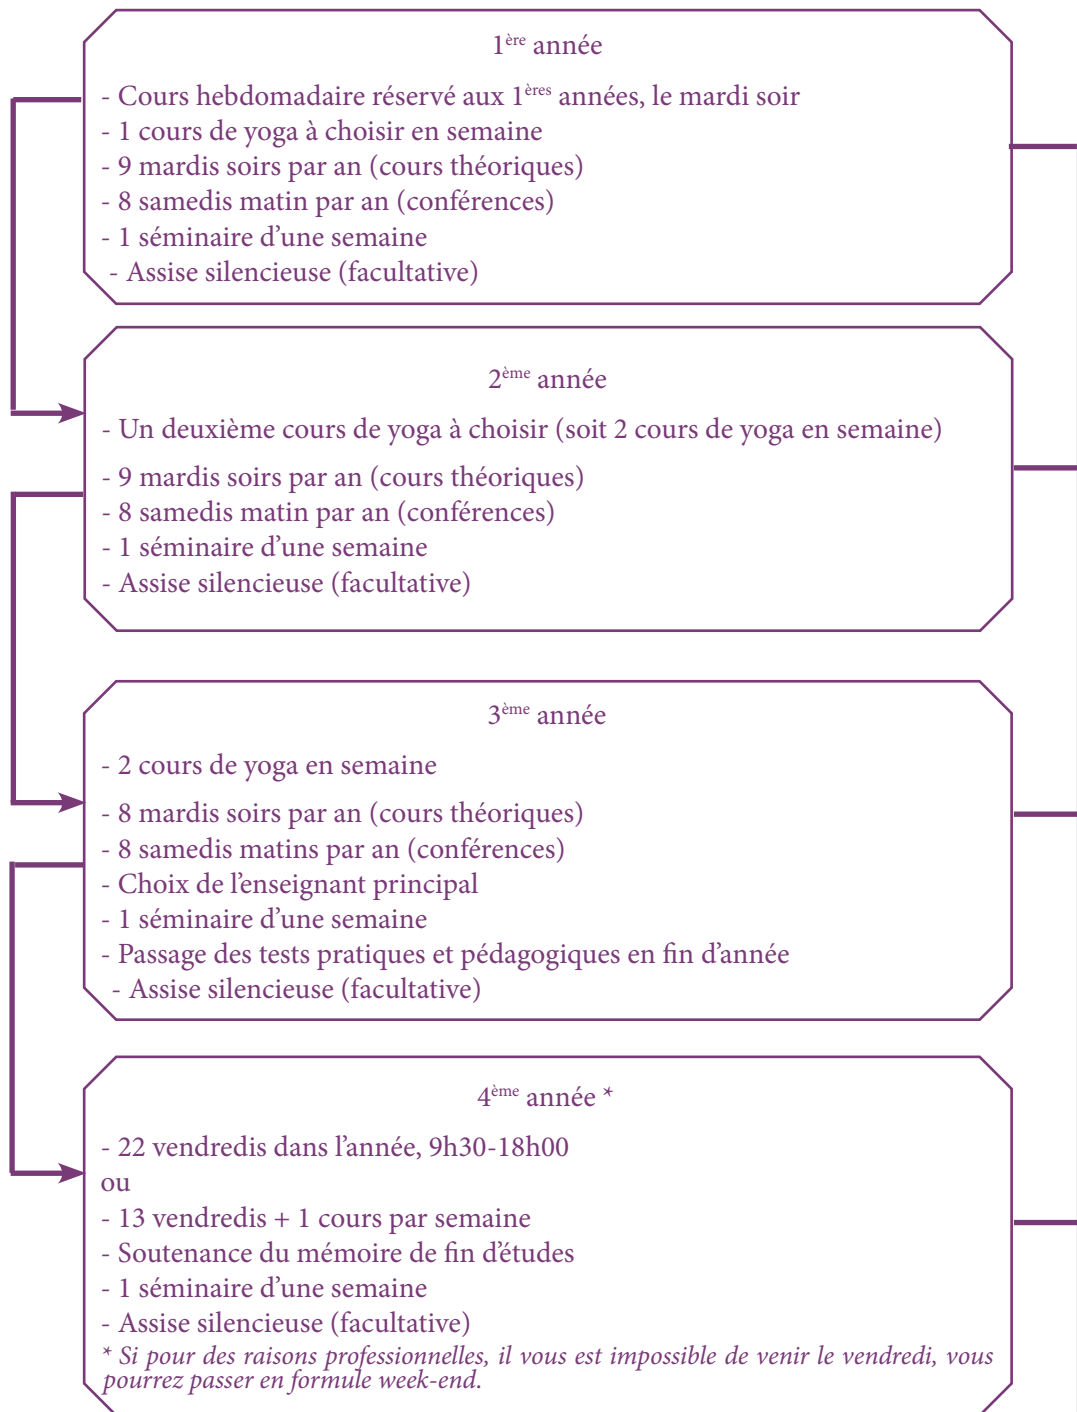 1ère année
- Cours hebdomadaire réservé aux 1ères années, le mardi soir
- 1 cours de yoga à choisir en semaine
- 9 mardis soirs par an (cours théoriques)
- 8 samedis matin par an (conférences)
- 1 séminaire d'une semaine
- Assise silencieuse (facultative)
2ème année
- Un deuxième cours de yoga à choisir (soit 2 cours de yoga en semaine)
- 9 mardis soirs par an (cours théoriques)
- 8 samedis matin par an (conférences)
- 1 séminaire d'une semaine
- Assise silencieuse (facultative)
3ème année
- 2 cours de yoga en semaine
- 8 mardis soirs par an (cours théoriques)
- 8 samedis matins par an (conférences)
- Choix de l'enseignant principal
- 1 séminaire d'une semaine
- Passage des tests pratiques et pédagogiques en fin d'année
- Assise silencieuse (facultative)
4ème année *
- 22 vendredis dans l'année, 9h30-18h00
ou
- 13 vendredis + 1 cours par semaine
- Soutenance du mémoire de fin d'études
- 1 séminaire d'une semaine
- Assise silencieuse (facultative)
* Si pour des raisons professionnelles, il vous est impossible de venir le vendredi, vous
pourrez passer en formule week-end.